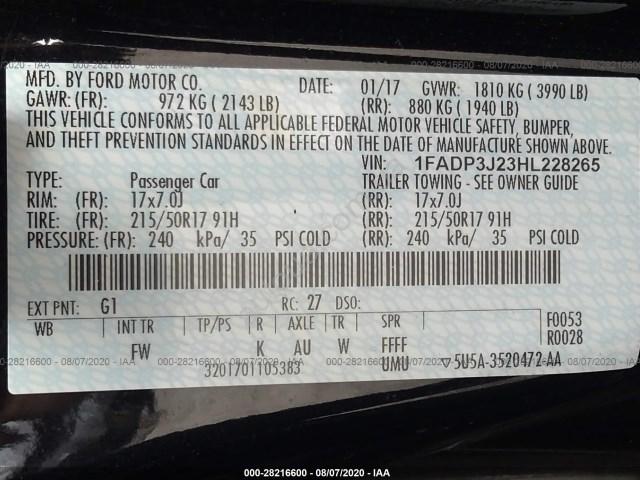 000-28216600 - 08/07/2020 - IAA
MFD. BY FORD MOTOR CO. DATE: 01/17 GVWR: 1810 KG ( 3990 LB)
GAWR: (FR): 972 KG ( 2143 LB) (RR): 880 KG ( 1940 LB)
THIS VEHICLE CONFORMS TO ALL APPLICABLE FEDERAL MOTOR VEHICLE SAFETY, BUMPER,
AND THEFT PREVENTION STANDARDS IN EFFECT ON THE DATE OF MANUFACTURE SHOWN ABOVE.
VIN: 1FADP3J23HL228265
TYPE: Passenger Car TRAILER TOWING - SEE OWNER GUIDE
RIM: (FR): 17x7.0J (RR): 17x7.0J
TIRE: (FR): 215/50R17 91H (RR): 215/50R17 91H
PRESSURE: (FR): 240 kPa/ 35 PSI COLD (RR): 240 kPa/ 35 PSI COLD
EXT PNT: G1 RC: 27 DSO:
WB INT TR TP/PS R AXLE TR SPR F0053
R0028
FW K AU W FFFF
UMU
3201701105383 ▽5U5A-3520472-AA
000-28216600 - 08/07/2020 - IAA